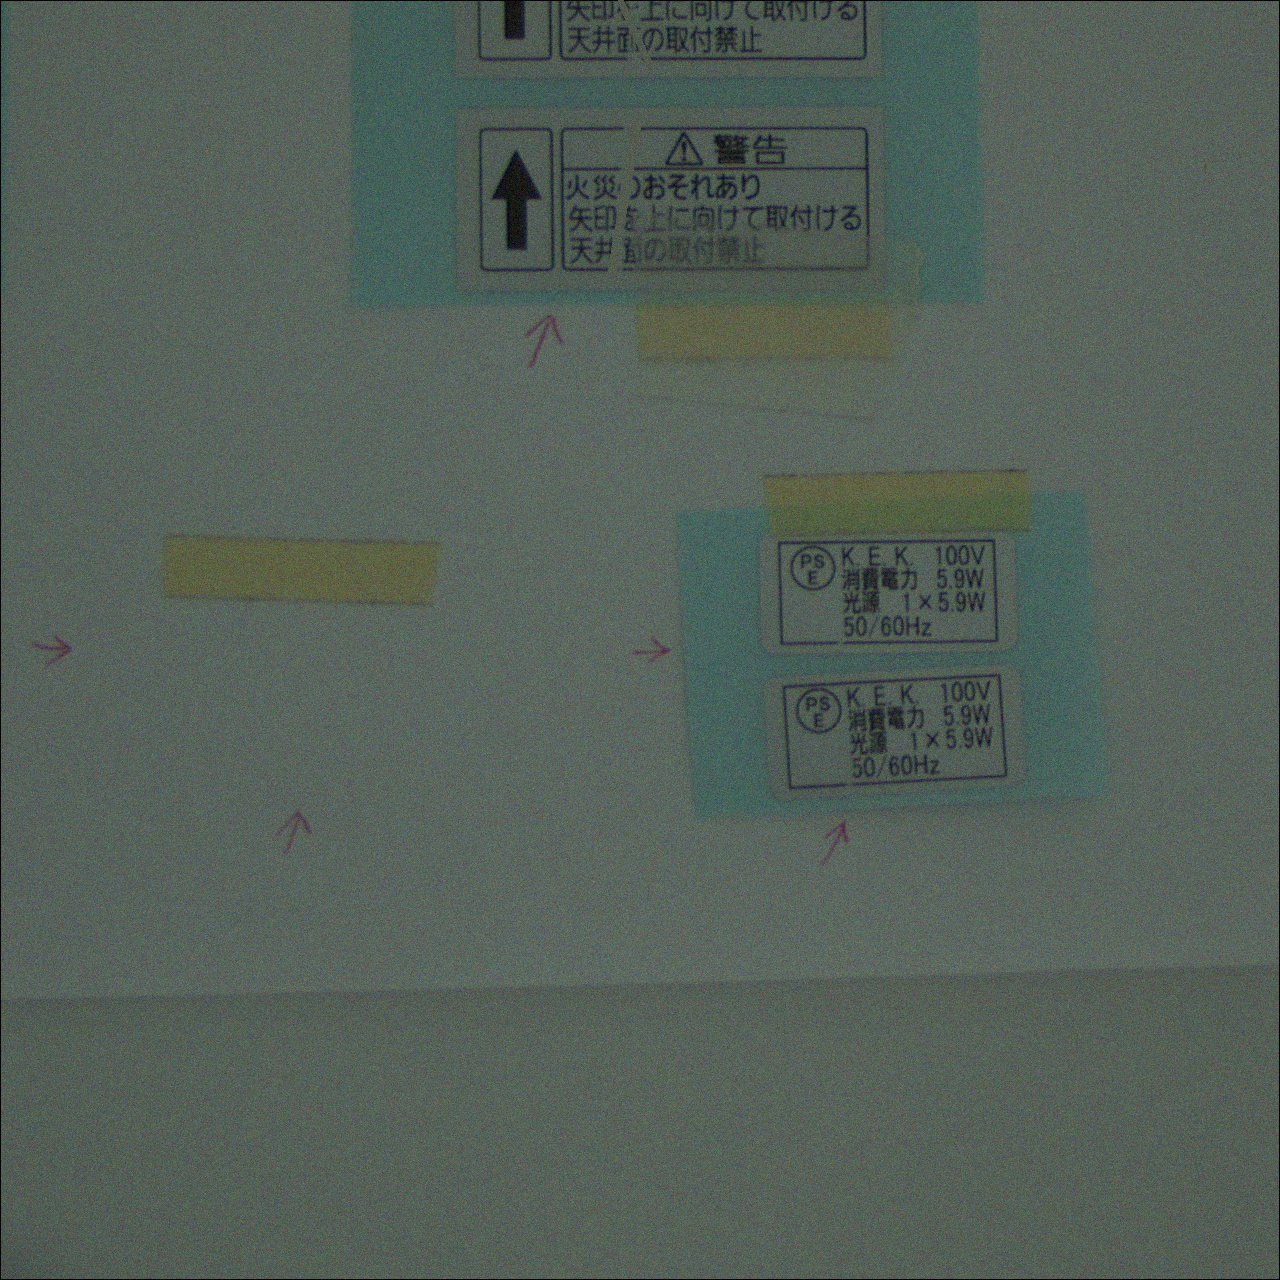 矢印を上に向けて取付ける
天井面の取付禁止
警告
火災のおそれあり
矢印を上に向けて取付ける
天井面の取付禁止
PS
E
K. E. K. 100V
消費電力 5.9W
光源 1×5.9W
50/60Hz
PS
E
K. E. K. 100V
消費電力 5.9W
光源 1×5.9W
50/60Hz